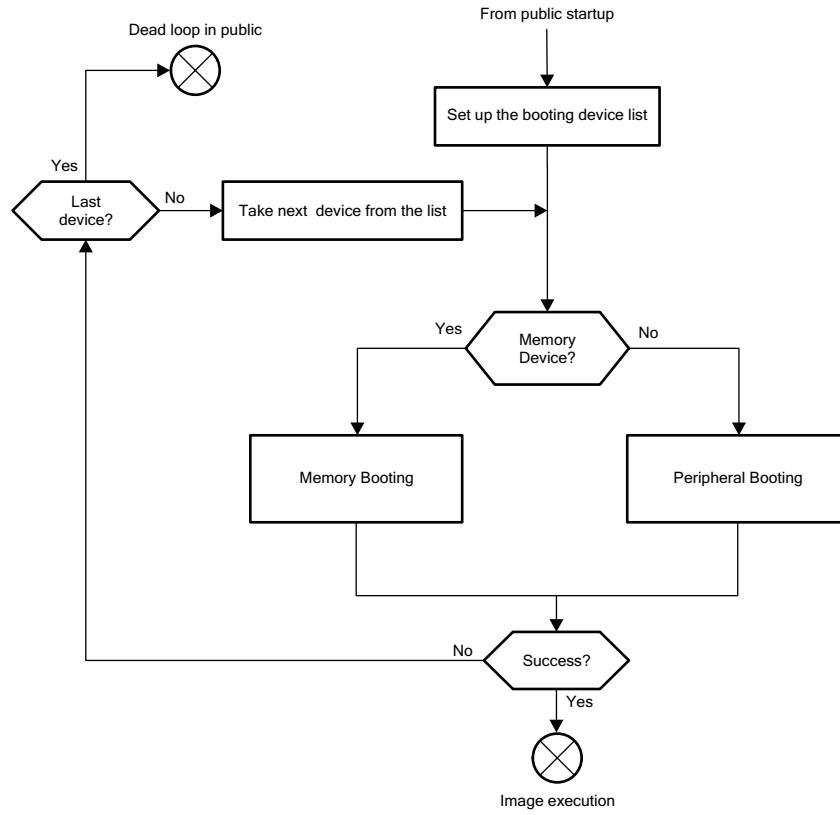 From public startup
Dead loop in public
Set up the booting device list
Yes
Last
device?
No
Take next device from the list
Yes
Memory
Device?
No
Memory Booting
Peripheral Booting
No
Success?
Yes
Image execution